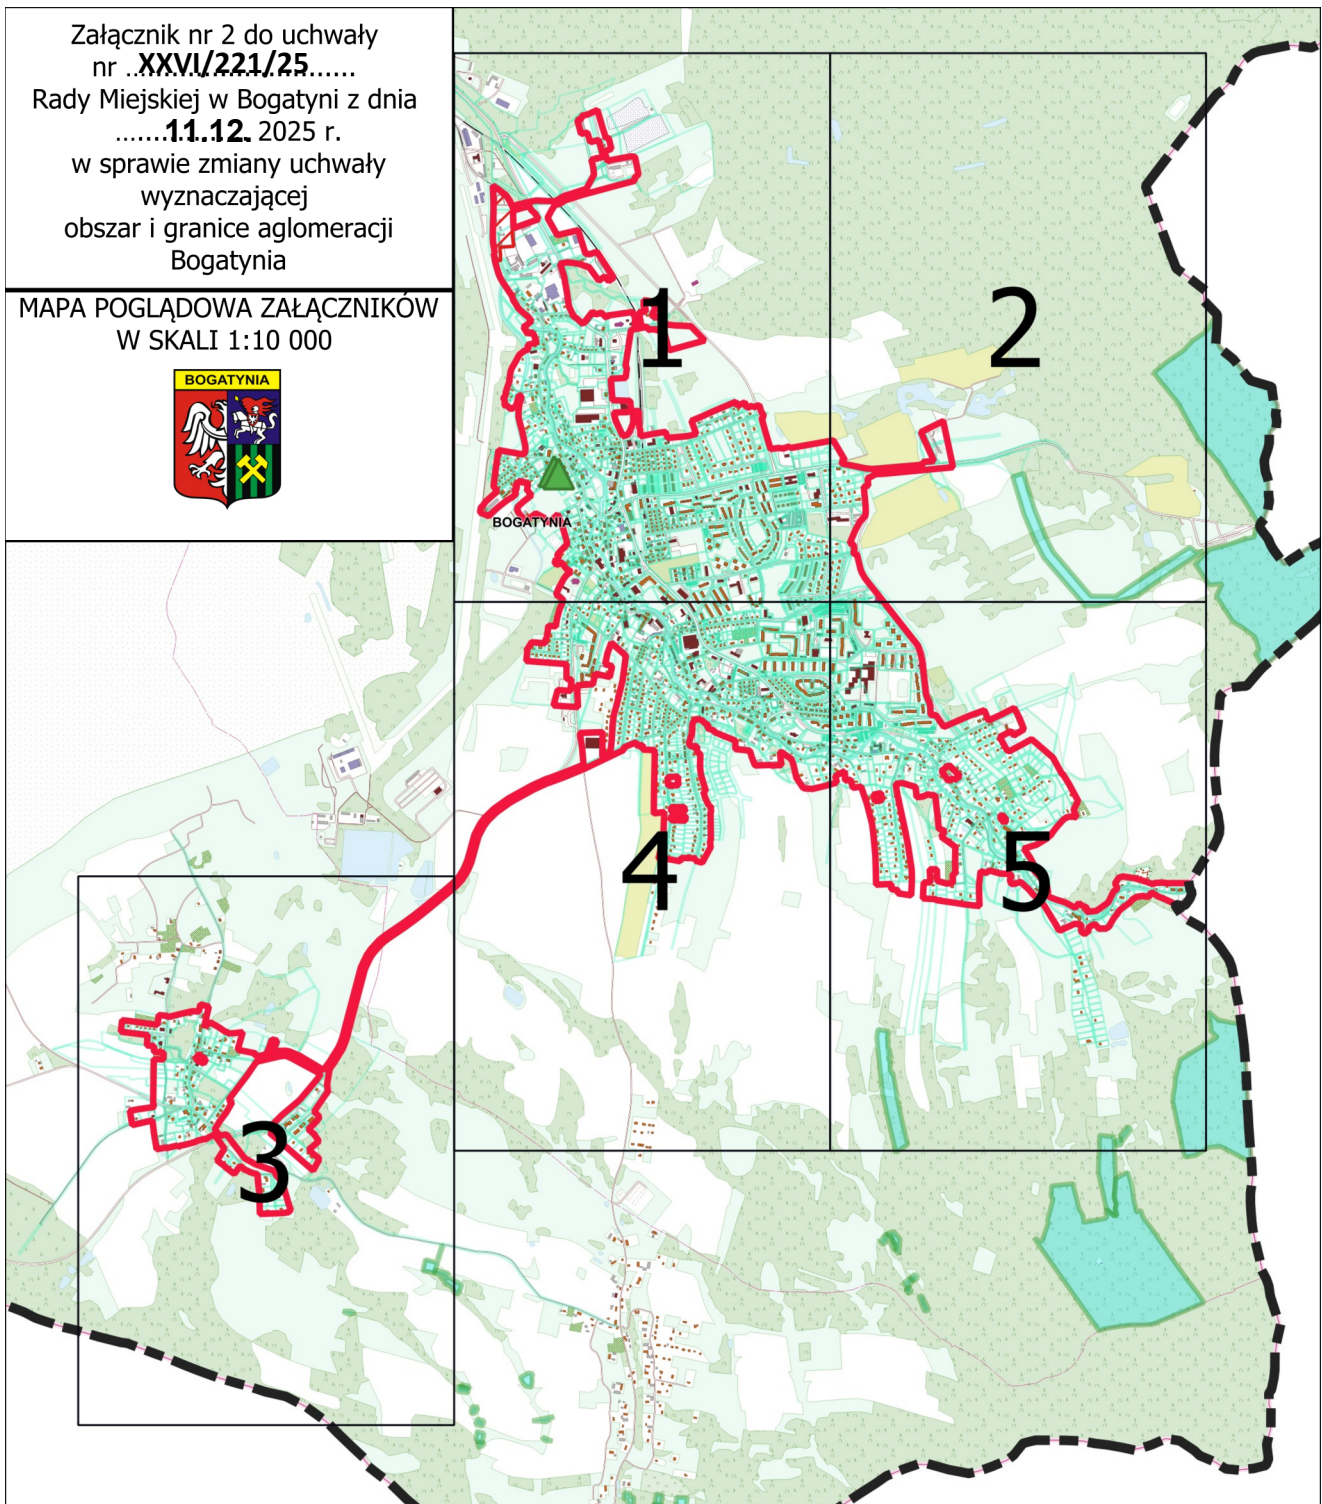 Załącznik nr 2 do uchwały
nr ...XXVI/221/25......
Rady Miejskiej w Bogatyni z dnia
......11.12. 2025 r.
w sprawie zmiany uchwały
wyznaczającej
obszar i granice aglomeracji
Bogatynia
MAPA POGLĄDOWA ZAŁĄCZNIKÓW
W SKALI 1:10 000
BOGATYNIA
1
2
BOGATYNIA
4
5
3